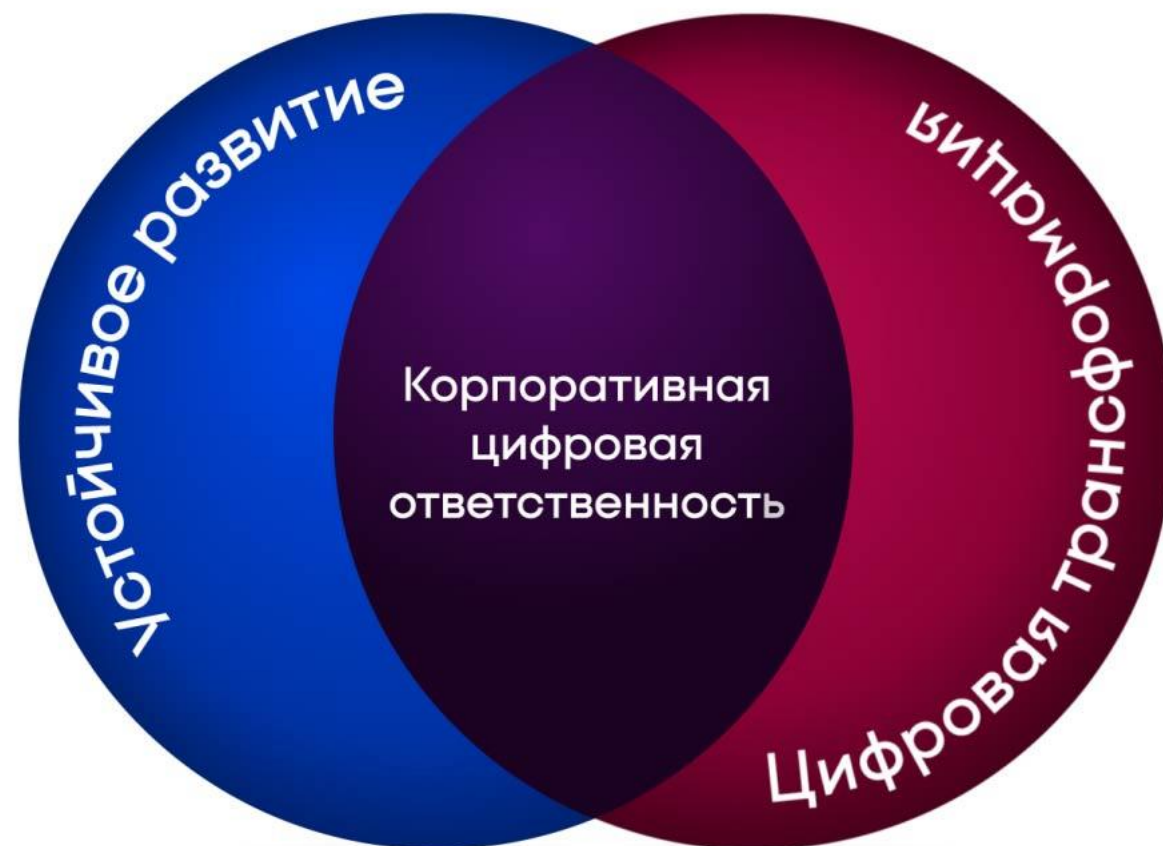 Устойчивое развитие
Корпоративная
цифровая
ответственность
Цифровая трансформация